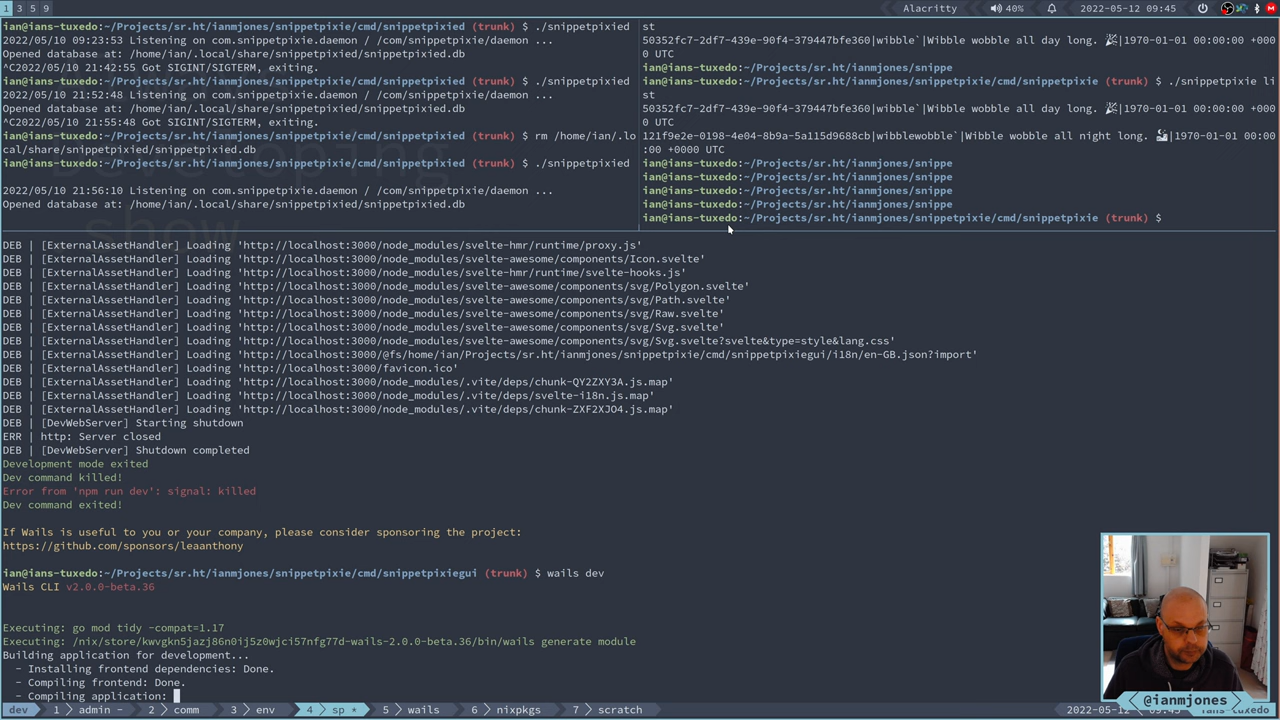 1 3 5 9
Alacritty 40% 2022-05-12 09:45
ian@ians-tuxedo:~/Projects/sr.ht/ianmjones/snippetpixie/cmd/snippetpixied (trunk) $ ./snippetpixied
2022/05/10 09:23:53 Listening on com.snippetpixie.daemon / /com/snippetpixie/daemon ...
Opened database at: /home/ian/.local/share/snippetpixied/snippetpixied.db
^C2022/05/10 21:42:55 Got SIGINT/SIGTERM, exiting.
ian@ians-tuxedo:~/Projects/sr.ht/ianmjones/snippetpixie/cmd/snippetpixied (trunk) $ ./snippetpixied
2022/05/10 21:52:48 Listening on com.snippetpixie.daemon / /com/snippetpixie/daemon ...
Opened database at: /home/ian/.local/share/snippetpixied/snippetpixied.db
^C2022/05/10 21:55:48 Got SIGINT/SIGTERM, exiting.
ian@ians-tuxedo:~/Projects/sr.ht/ianmjones/snippetpixie/cmd/snippetpixied (trunk) $ rm /home/ian/.lo
cal/share/snippetpixied/snippetpixied.db
ian@ians-tuxedo:~/Projects/sr.ht/ianmjones/snippetpixie/cmd/snippetpixied (trunk) $ ./snippetpixied
2022/05/10 21:56:10 Listening on com.snippetpixie.daemon / /com/snippetpixie/daemon ...
Opened database at: /home/ian/.local/share/snippetpixied/snippetpixied.db
Developing
show
st
50352fc7-2df7-439e-90f4-379447bfe360|wibble`|Wibble wobble all day long. 🎉|1970-01-01 00:00:00 +000
0 UTC
ian@ians-tuxedo:~/Projects/sr.ht/ianmjones/snippe
ian@ians-tuxedo:~/Projects/sr.ht/ianmjones/snippetpixie/cmd/snippetpixie (trunk) $ ./snippetpixie li
st
50352fc7-2df7-439e-90f4-379447bfe360|wibble`|Wibble wobble all day long. 🎉|1970-01-01 00:00:00 +000
0 UTC
121f9e2e-0198-4e04-8b9a-5a115d9688cb|wibblewobble`|Wibble wobble all night long. |1970-01-01 00:00
:00 +0000 UTC
ian@ians-tuxedo:~/Projects/sr.ht/ianmjones/snippe
ian@ians-tuxedo:~/Projects/sr.ht/ianmjones/snippe
ian@ians-tuxedo:~/Projects/sr.ht/ianmjones/snippe
ian@ians-tuxedo:~/Projects/sr.ht/ianmjones/snippe
ian@ians-tuxedo:~/Projects/sr.ht/ianmjones/snippetpixie/cmd/snippetpixie (trunk) $
DEB | [ExternalAssetHandler] Loading 'http://localhost:3000/node_modules/svelte-hmr/runtime/proxy.js'
DEB | [ExternalAssetHandler] Loading 'http://localhost:3000/node_modules/svelte-awesome/components/Icon.svelte'
DEB | [ExternalAssetHandler] Loading 'http://localhost:3000/node_modules/svelte-hmr/runtime/svelte-hooks.js'
DEB | [ExternalAssetHandler] Loading 'http://localhost:3000/node_modules/svelte-awesome/components/svg/Polygon.svelte'
DEB | [ExternalAssetHandler] Loading 'http://localhost:3000/node_modules/svelte-awesome/components/svg/Path.svelte'
DEB | [ExternalAssetHandler] Loading 'http://localhost:3000/node_modules/svelte-awesome/components/svg/Raw.svelte'
DEB | [ExternalAssetHandler] Loading 'http://localhost:3000/node_modules/svelte-awesome/components/svg/Svg.svelte'
DEB | [ExternalAssetHandler] Loading 'http://localhost:3000/node_modules/svelte-awesome/components/svg/Svg.svelte?svelte&type=style&lang.css'
DEB | [ExternalAssetHandler] Loading 'http://localhost:3000/@fs/home/ian/Projects/sr.ht/ianmjones/snippetpixie/cmd/snippetpixiegui/i18n/en-GB.json?import'
DEB | [ExternalAssetHandler] Loading 'http://localhost:3000/favicon.ico'
DEB | [ExternalAssetHandler] Loading 'http://localhost:3000/node_modules/.vite/deps/chunk-QY2ZXY3A.js.map'
DEB | [ExternalAssetHandler] Loading 'http://localhost:3000/node_modules/.vite/deps/svelte-i18n.js.map'
DEB | [ExternalAssetHandler] Loading 'http://localhost:3000/node_modules/.vite/deps/chunk-ZXF2XJO4.js.map'
DEB | [DevWebServer] Starting shutdown
ERR | http: Server closed
DEB | [DevWebServer] Shutdown completed
Development mode exited
Dev command killed!
Error from 'npm run dev': signal: killed
Dev command exited!
If Wails is useful to you or your company, please consider sponsoring the project:
https://github.com/sponsors/leaanthony
ian@ians-tuxedo:~/Projects/sr.ht/ianmjones/snippetpixie/cmd/snippetpixiegui (trunk) $ wails dev
Wails CLI v2.0.0-beta.36
Executing: go mod tidy -compat=1.17
Executing: /nix/store/kwvgkn5jazj86n0ij5z0wjci57nfg77d-wails-2.0.0-beta.36/bin/wails generate module
Building application for development...
- Installing frontend dependencies: Done.
- Compiling frontend: Done.
- Compiling application:
@ianmjones
dev 1 admin - 2 comm 3 env 4 sp * 5 wails 6 nixpkgs 7 scratch 2022-05-12 tuxedo